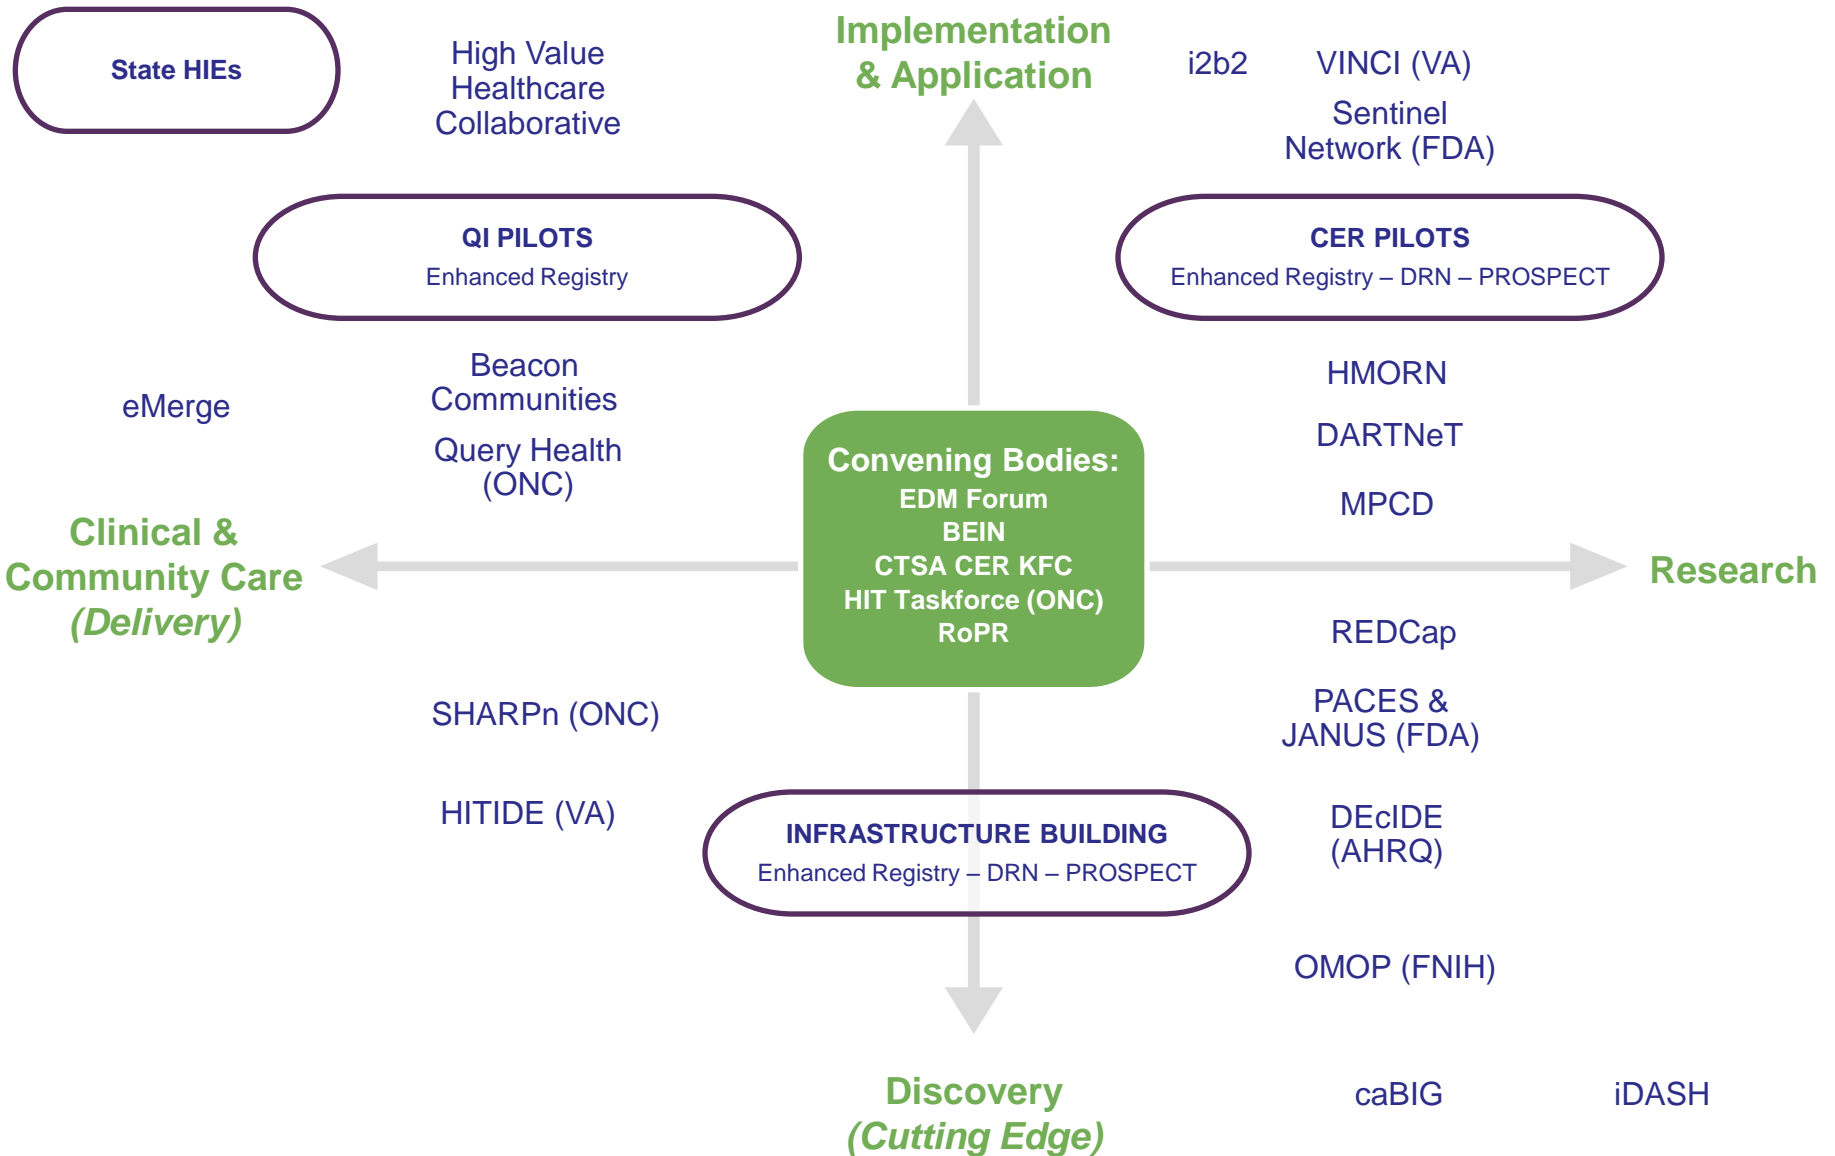 State HIEs
High Value
Healthcare
Collaborative
Implementation
& Application
i2b2
VINCI (VA)
Sentinel
Network (FDA)
QI PILOTS
Enhanced Registry
CER PILOTS
Enhanced Registry – DRN – PROSPECT
eMerge
Beacon
Communities
Query Health
(ONC)
HMORN
DARTNeT
MPCD
Clinical &
Community Care
(Delivery)
Convening Bodies:
EDM Forum
BEIN
CTSA CER KFC
HIT Taskforce (ONC)
RoPR
Research
SHARPn (ONC)
HITIDE (VA)
REDCap
PACES &
JANUS (FDA)
INFRASTRUCTURE BUILDING
Enhanced Registry – DRN – PROSPECT
DEcIDE
(AHRQ)
OMOP (FNIH)
Discovery
(Cutting Edge)
caBIG
iDASH